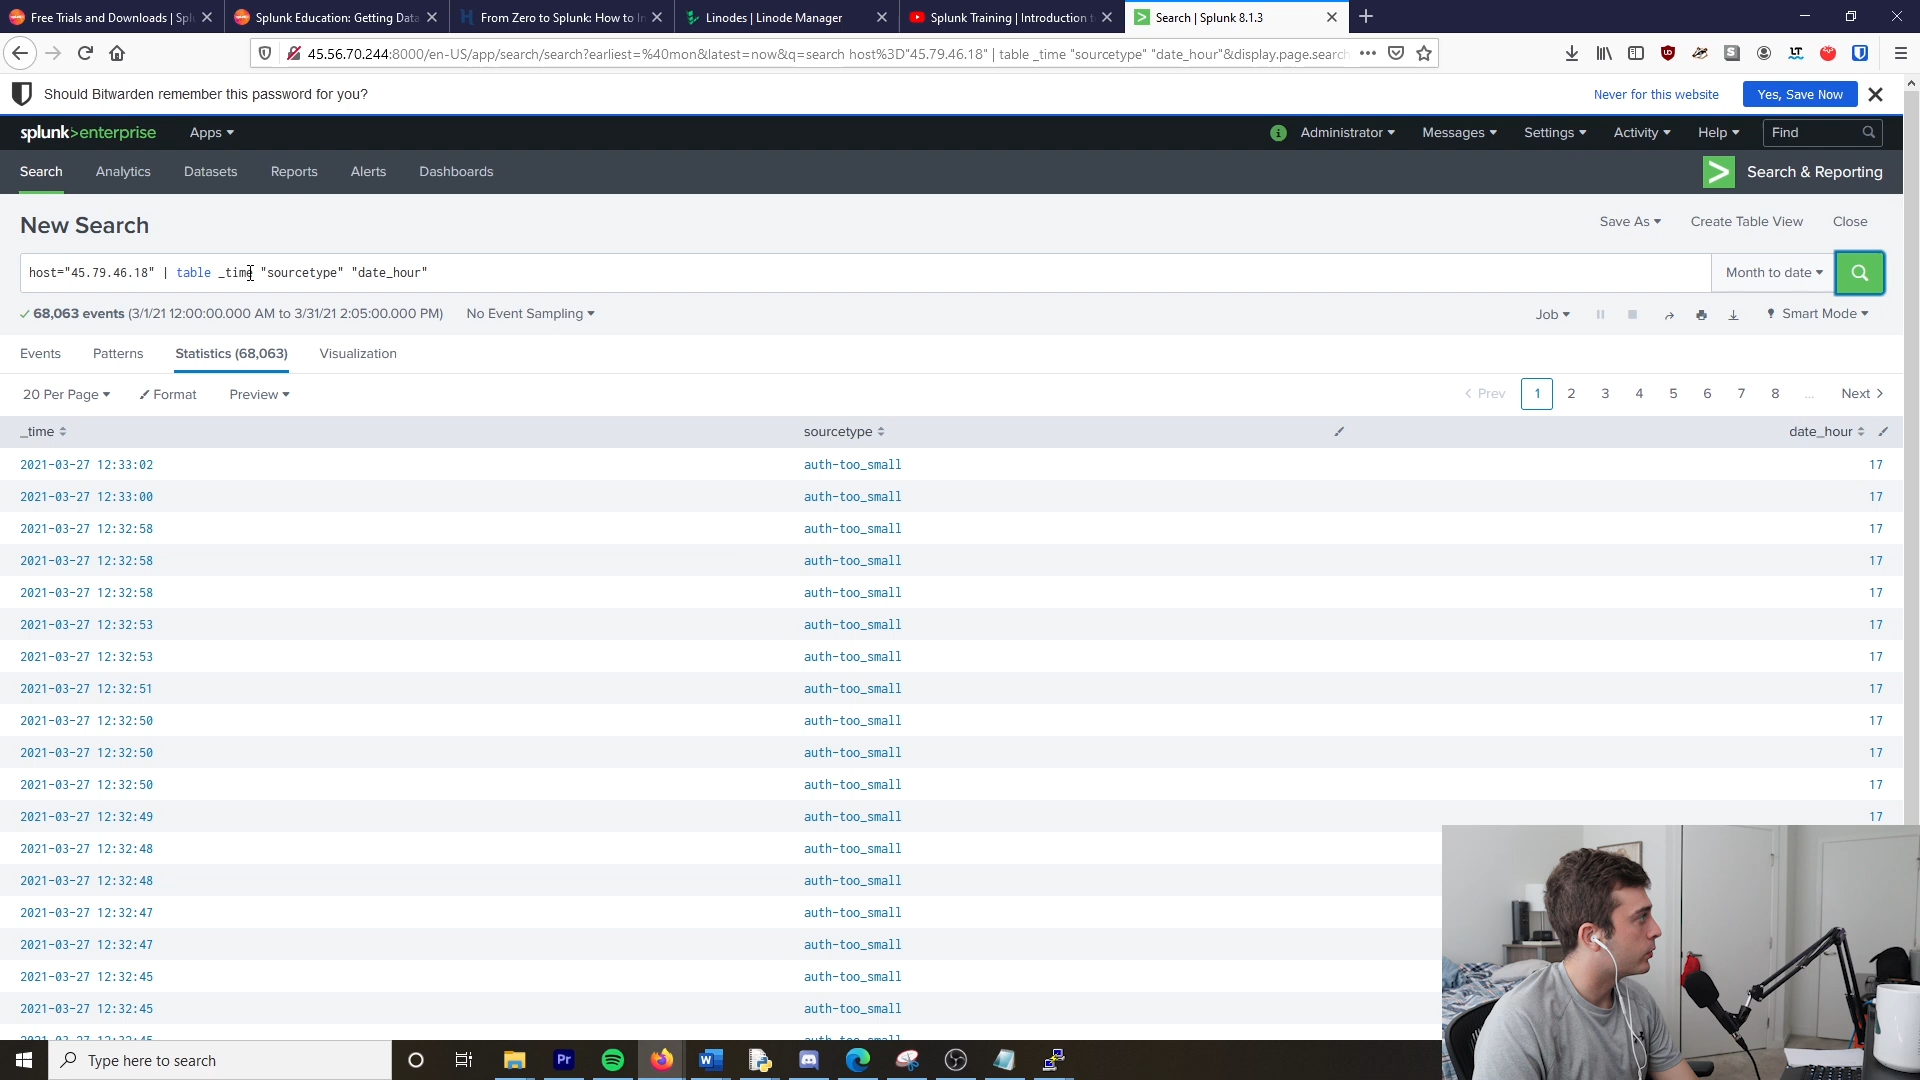 Free Trials and Downloads | Spl
Splunk Education: Getting Data
From Zero to Splunk: How to In
Linodes | Linode Manager
Splunk Training | Introduction t
Search | Splunk 8.1.3
45.56.70.244:8000/en-US/app/search/search?earliest=%40mon&latest=now&q=search host%3D"45.79.46.18" | table _time "sourcetype" "date_hour"&display.page.search
Should Bitwarden remember this password for you?
Never for this website
Yes, Save Now
splunk>enterprise
Apps
Administrator
Messages
Settings
Activity
Help
Find
Search
Analytics
Datasets
Reports
Alerts
Dashboards
Search & Reporting
New Search
Save As
Create Table View
Close
host="45.79.46.18" | table _time "sourcetype" "date_hour"
Month to date
68,063 events (3/1/21 12:00:00.000 AM to 3/31/21 2:05:00.000 PM)
No Event Sampling
Job
Smart Mode
Events
Patterns
Statistics (68,063)
Visualization
20 Per Page
Format
Preview
< Prev
1
2
3
4
5
6
7
8
...
Next >
_time
sourcetype
date_hour
2021-03-27 12:33:02 auth-too_small 17
2021-03-27 12:33:00 auth-too_small 17
2021-03-27 12:32:58 auth-too_small 17
2021-03-27 12:32:58 auth-too_small 17
2021-03-27 12:32:58 auth-too_small 17
2021-03-27 12:32:53 auth-too_small 17
2021-03-27 12:32:53 auth-too_small 17
2021-03-27 12:32:51 auth-too_small 17
2021-03-27 12:32:50 auth-too_small 17
2021-03-27 12:32:50 auth-too_small 17
2021-03-27 12:32:50 auth-too_small 17
2021-03-27 12:32:49 auth-too_small 17
2021-03-27 12:32:48 auth-too_small
2021-03-27 12:32:48 auth-too_small
2021-03-27 12:32:47 auth-too_small
2021-03-27 12:32:47 auth-too_small
2021-03-27 12:32:45 auth-too_small
2021-03-27 12:32:45 auth-too_small
Type here to search